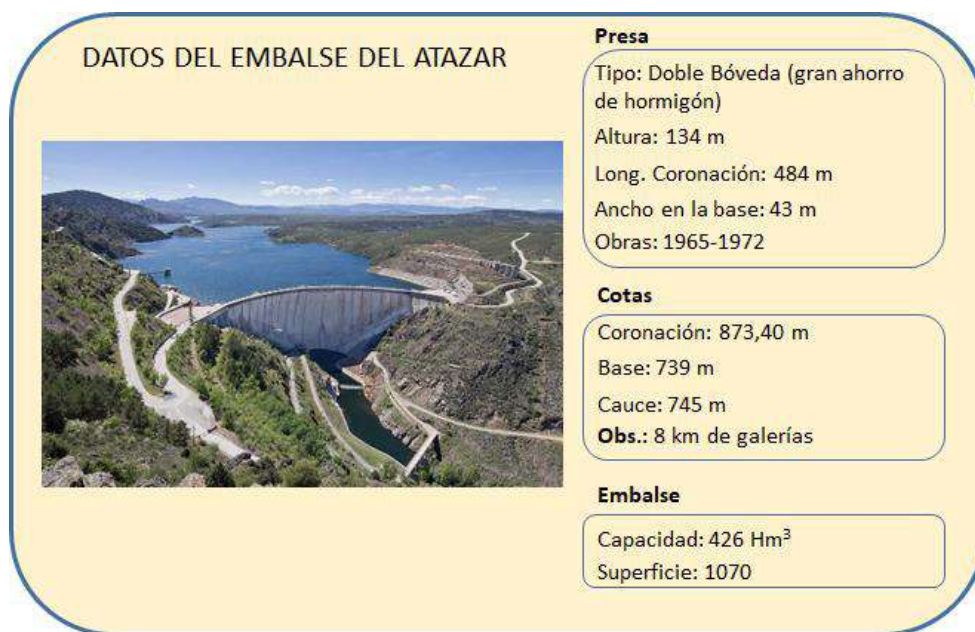 DATOS DEL EMBALSE DEL ATAZAR
Presa
Tipo: Doble Bóveda (gran ahorro
de hormigón)
Altura: 134 m
Long. Coronación: 484 m
Ancho en la base: 43 m
Obras: 1965-1972
Cotas
Coronación: 873,40 m
Base: 739 m
Cauce: 745 m
Obs.: 8 km de galerías
Embalse
Capacidad: 426 Hm³
Superficie: 1070